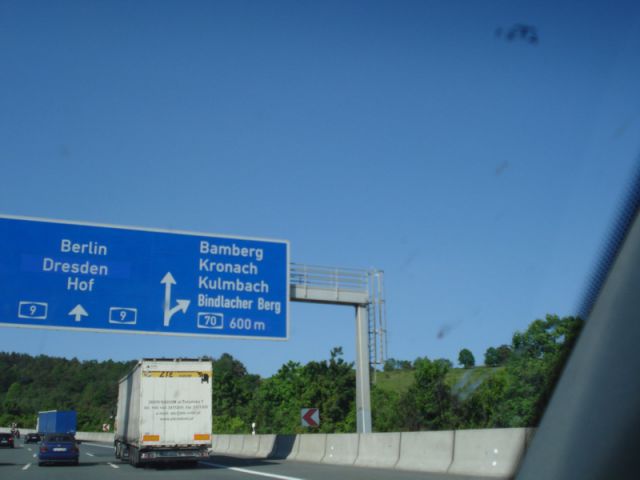 Berlin
Dresden
Hof
9
9
Bamberg
Kronach
Kulmbach
Bindlacher Berg
70 600 m